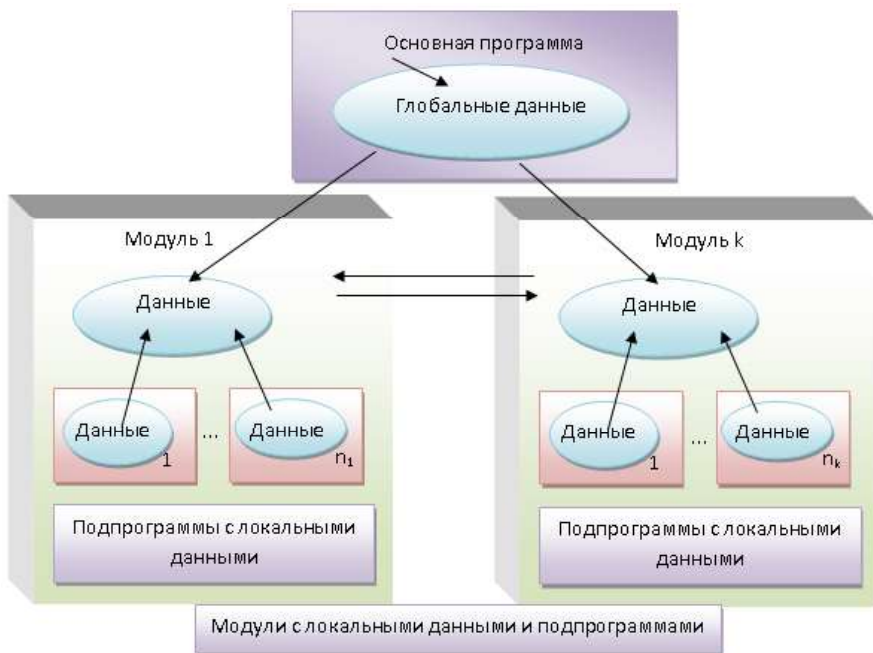 Основная программа
Глобальные данные
Модуль 1
Данные
Данные
1
...
Данные
n₁
Подпрограммы с локальными
данными
Модуль k
Данные
Данные
1
...
Данные
nₖ
Подпрограммы с локальными
данными
Модули с локальными данными и подпрограммами